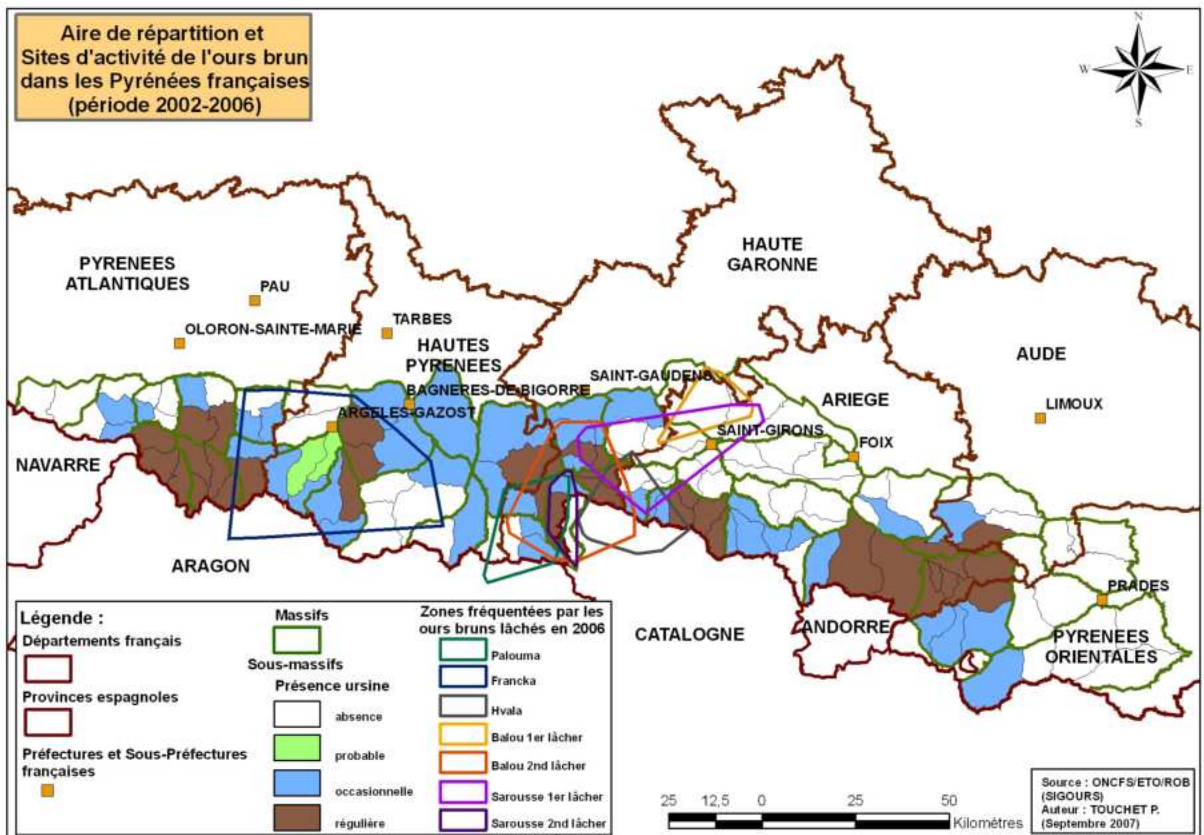 Aire de répartition et
Sites d'activité de l'ours brun
dans les Pyrénées françaises
(période 2002-2006)
N
W
E
S
PYRENEES
ATLANTIQUES
PAU
OLORON-SAINTE-MARIE
TARBES
HAUTES
PYRENEES
BAGNERES-DE-BIGORRE
ARGELES-GAZOST
HAUTE
GARONNE
SAINT-GAUDENS
SAINT-GIRONS
ARIEGE
FOIX
AUDE
LIMOUX
NAVARRE
ARAGON
CATALOGNE
ANDORRE
PRADES
PYRENEES
ORIENTALES
Légende :
Départements français
Provinces espagnoles
Préfectures et Sous-Préfectures
françaises
Massifs
Sous-massifs
Présence ursine
absence
probable
occasionnelle
régulière
Zones fréquentées par les
ours bruns lâchés en 2006
Palouma
Francka
Hvala
Balou 1er lâcher
Balou 2nd lâcher
Sarousse 1er lâcher
Sarousse 2nd lâcher
25 12,5 0 25 50
Kilomètres
Source : ONCFS/ETO/ROB
(SIGOURS)
Auteur : TOUCHET P.
(Septembre 2007)